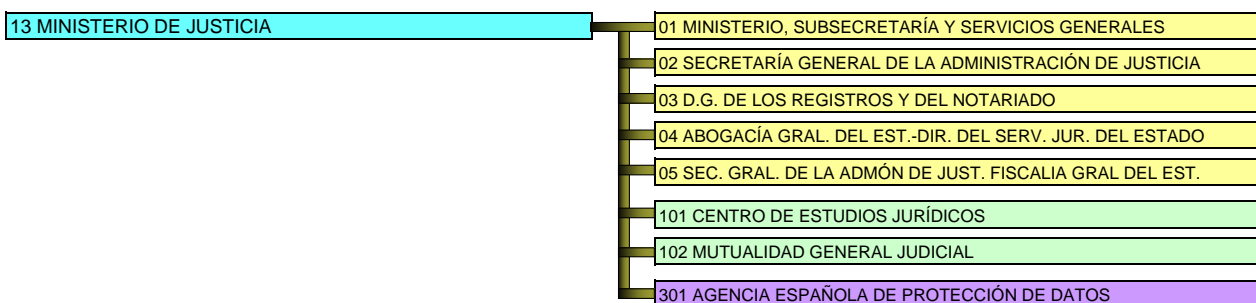 13 MINISTERIO DE JUSTICIA
01 MINISTERIO, SUBSECRETARÍA Y SERVICIOS GENERALES
02 SECRETARÍA GENERAL DE LA ADMINISTRACIÓN DE JUSTICIA
03 D.G. DE LOS REGISTROS Y DEL NOTARIADO
04 ABOGACÍA GRAL. DEL EST.-DIR. DEL SERV. JUR. DEL ESTADO
05 SEC. GRAL. DE LA ADMÓN DE JUST. FISCALIA GRAL DEL EST.
101 CENTRO DE ESTUDIOS JURÍDICOS
102 MUTUALIDAD GENERAL JUDICIAL
301 AGENCIA ESPAÑOLA DE PROTECCIÓN DE DATOS